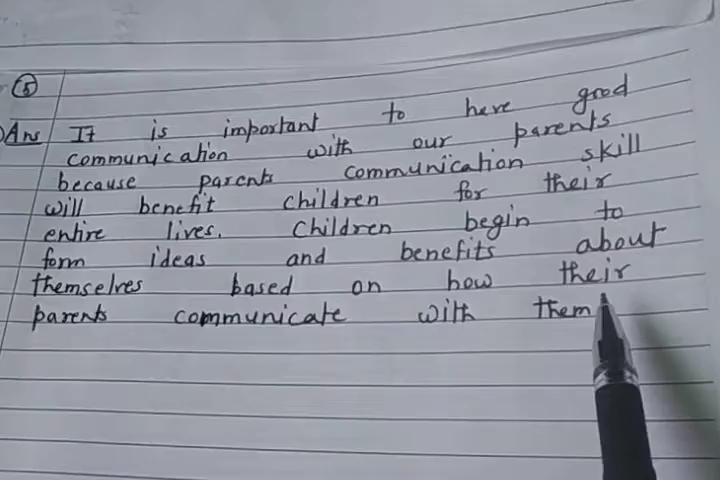 5
Ans It is important to have good
communication with our parents
because parents communication skill
will benefit children for their
entire lives. Children begin to
form ideas and benefits about
themselves based on how their
parents communicate with them